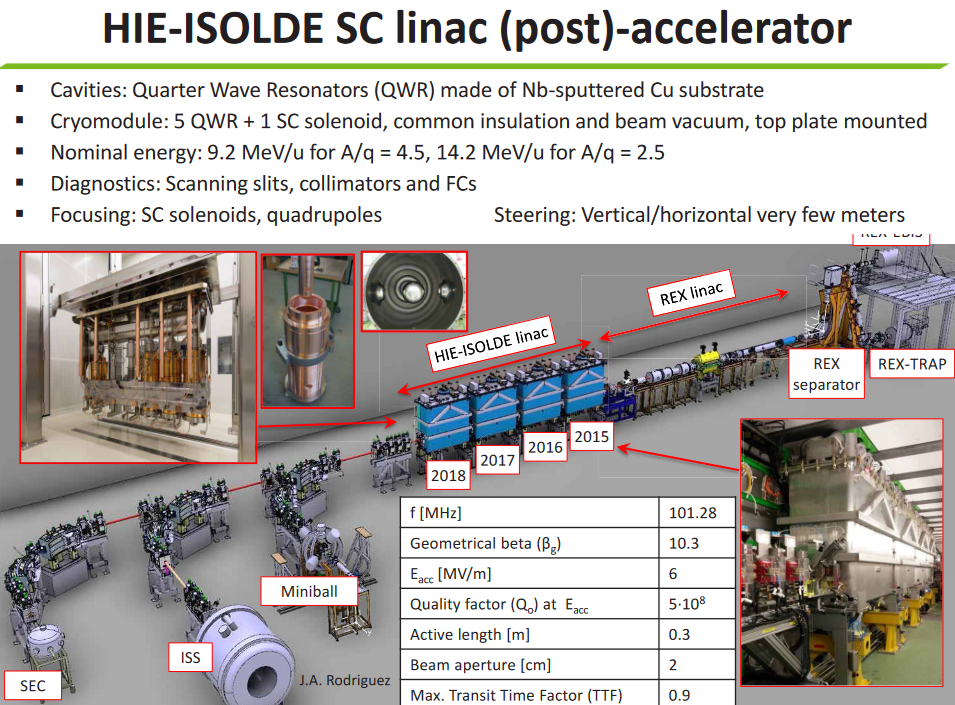 HIE-ISOLDE SC linac (post)-accelerator
▪ Cavities: Quarter Wave Resonators (QWR) made of Nb-sputtered Cu substrate
▪ Cryomodule: 5 QWR + 1 SC solenoid, common insulation and beam vacuum, top plate mounted
▪ Nominal energy: 9.2 MeV/u for A/q = 4.5, 14.2 MeV/u for A/q = 2.5
▪ Diagnostics: Scanning slits, collimators and FCs
▪ Focusing: SC solenoids, quadrupoles Steering: Vertical/horizontal very few meters
REX-EBIS
REX linac
HIE-ISOLDE linac
REX
separator
REX-TRAP
2015
2016
2017
2018
Miniball
ISS
SEC
J.A. Rodriguez
f [MHz] 101.28
Geometrical beta (βg) 10.3
Eacc [MV/m] 6
Quality factor (Qo) at Eacc 5·10⁸
Active length [m] 0.3
Beam aperture [cm] 2
Max. Transit Time Factor (TTF) 0.9